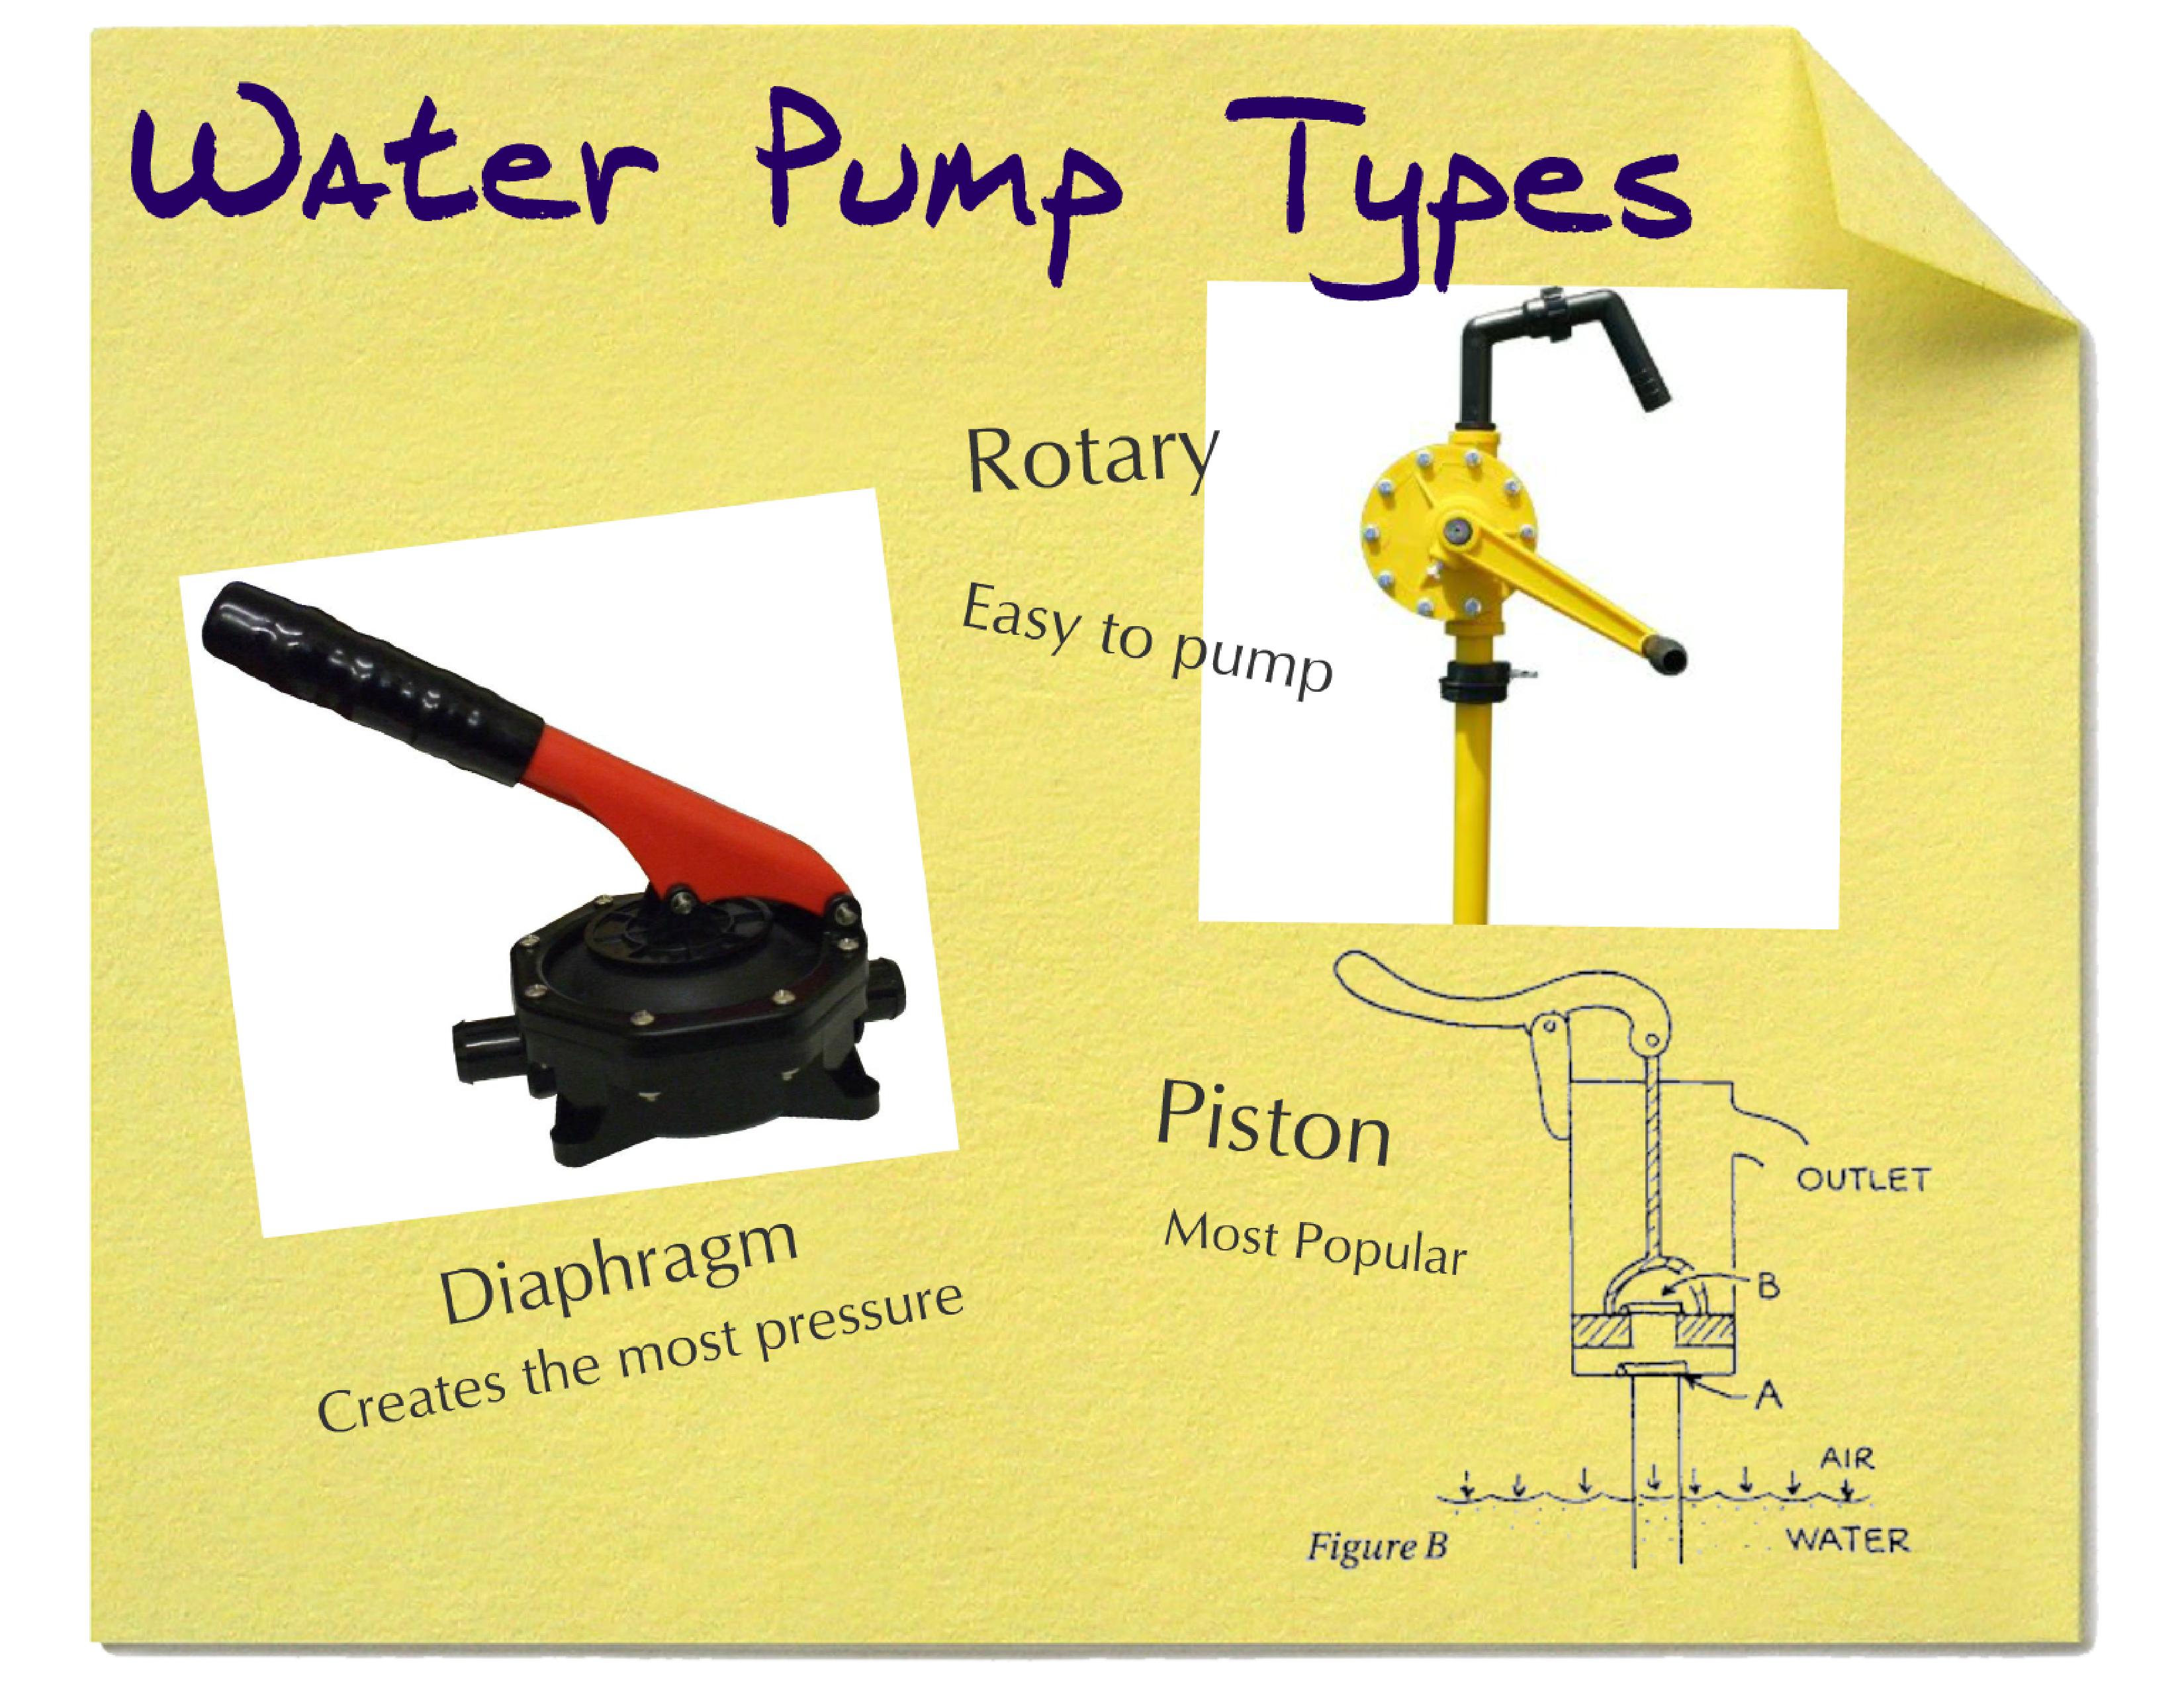 Water Pump Types
Rotary
Easy to pump
Diaphragm
Creates the most pressure
Piston
Most Popular
OUTLET
B
A
AIR
WATER
Figure B